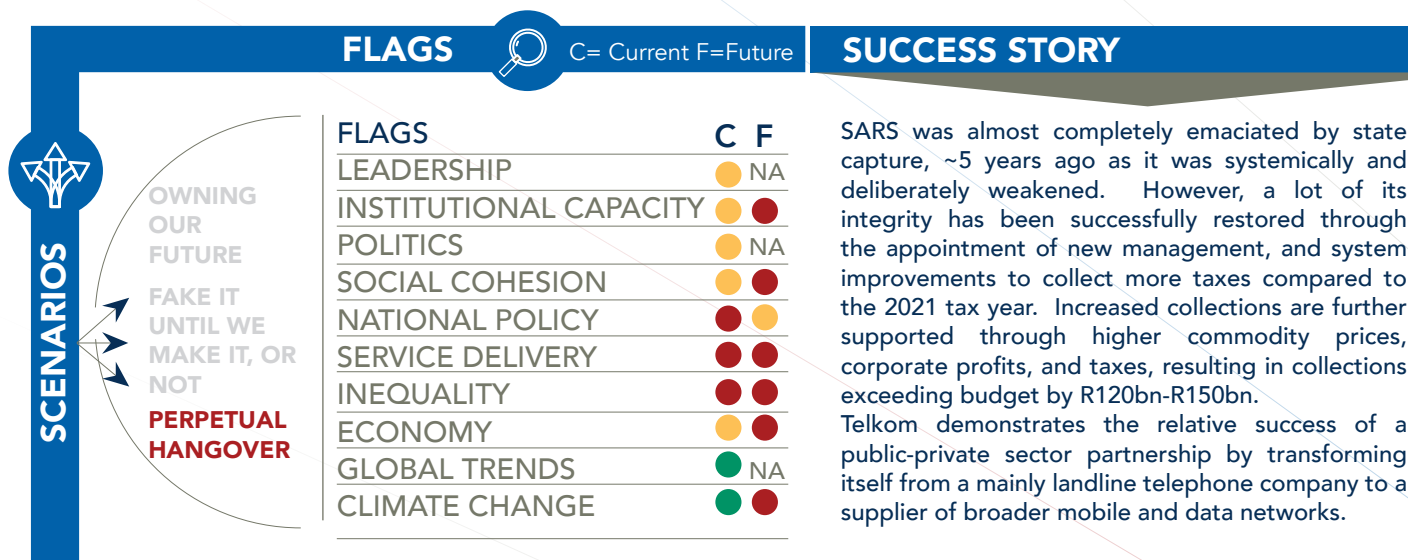 FLAGS
C= Current F=Future
SUCCESS STORY
SCENARIOS
OWNING
OUR
FUTURE
FAKE IT
UNTIL WE
MAKE IT, OR
NOT
PERPETUAL
HANGOVER
FLAGS C F
LEADERSHIP NA
INSTITUTIONAL CAPACITY
POLITICS NA
SOCIAL COHESION
NATIONAL POLICY
SERVICE DELIVERY
INEQUALITY
ECONOMY
GLOBAL TRENDS NA
CLIMATE CHANGE
SARS was almost completely emaciated by state
capture, ~5 years ago as it was systemically and
deliberately weakened. However, a lot of its
integrity has been successfully restored through
the appointment of new management, and system
improvements to collect more taxes compared to
the 2021 tax year. Increased collections are further
supported through higher commodity prices,
corporate profits, and taxes, resulting in collections
exceeding budget by R120bn-R150bn.
Telkom demonstrates the relative success of a
public-private sector partnership by transforming
itself from a mainly landline telephone company to a
supplier of broader mobile and data networks.